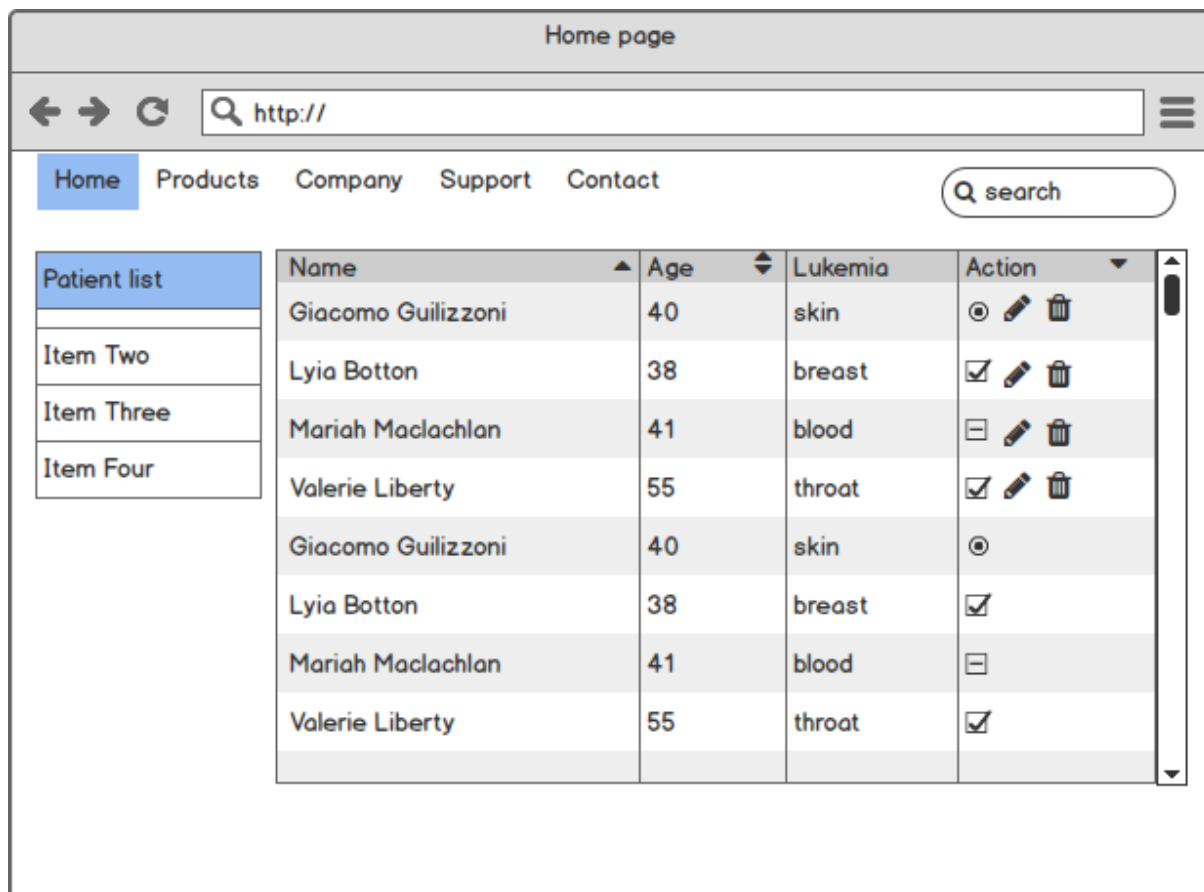 Home page
http://
Home Products Company Support Contact
search
Patient list
Item Two
Item Three
Item Four
Name Age Lukemia Action
Giacomo Guilizzoni 40 skin
Lyia Botton 38 breast
Mariah Maclachlan 41 blood
Valerie Liberty 55 throat
Giacomo Guilizzoni 40 skin
Lyia Botton 38 breast
Mariah Maclachlan 41 blood
Valerie Liberty 55 throat